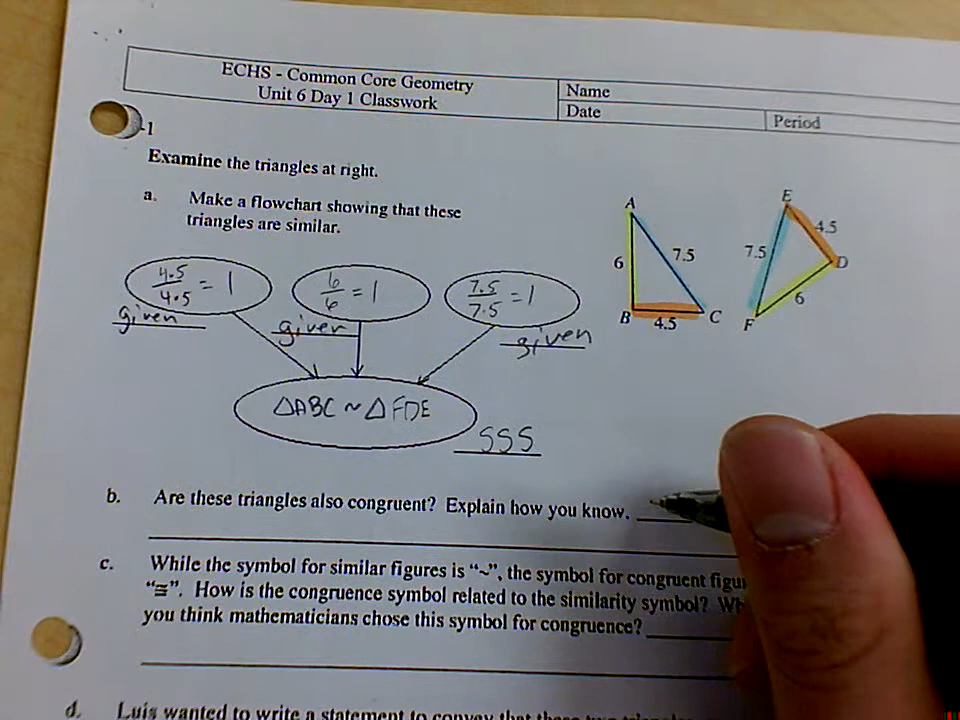 ECHS - Common Core Geometry
Unit 6 Day 1 Classwork
Name
Date
Period
-1
Examine the triangles at right.
a. Make a flowchart showing that these
triangles are similar.
A
6
7.5
B
4.5
C
E
4.5
7.5
D
6
F
4.5/4.5 = 1
given
6/6 = 1
given
7.5/7.5 = 1
given
△ABC ~ △FDE
SSS
b. Are these triangles also congruent? Explain how you know.
c. While the symbol for similar figures is “~”, the symbol for congruent
“≅”. How is the congruence symbol related to the similarity symbol?
you think mathematicians chose this symbol for congruence?
d. Luis wanted to write a statement to convey that these two